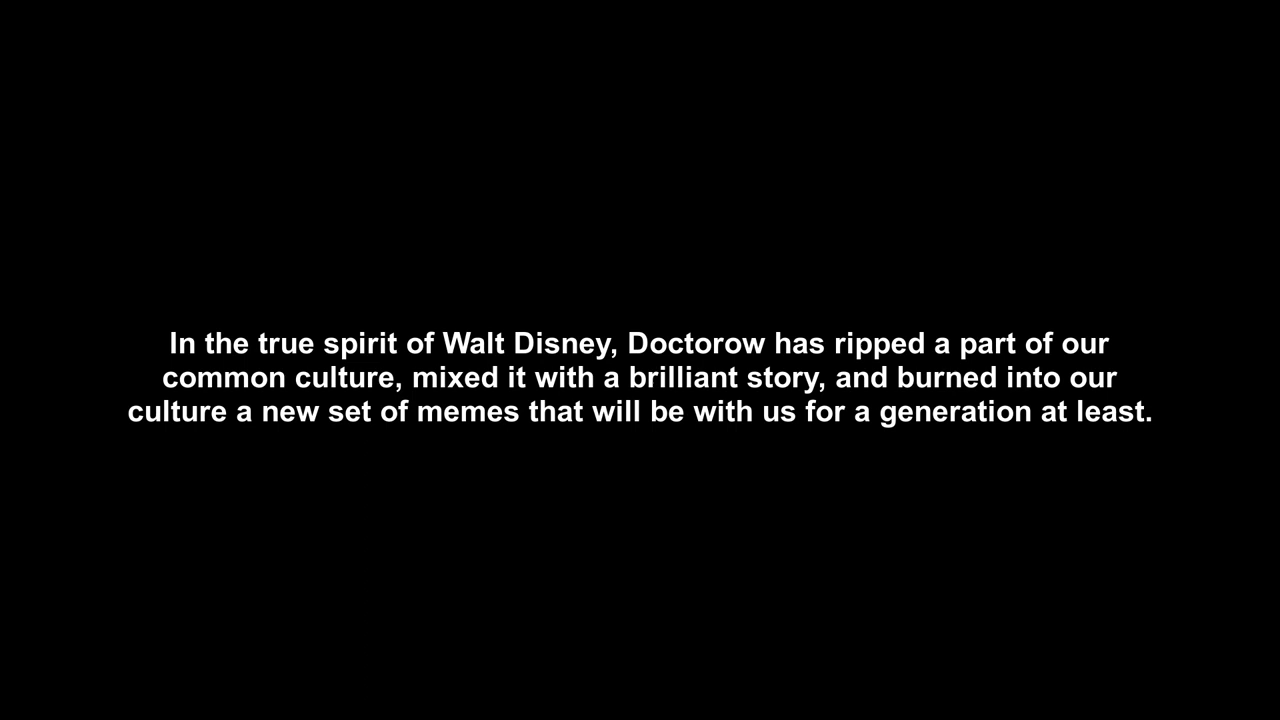 In the true spirit of Walt Disney, Doctorow has ripped a part of our
common culture, mixed it with a brilliant story, and burned into our
culture a new set of memes that will be with us for a generation at least.